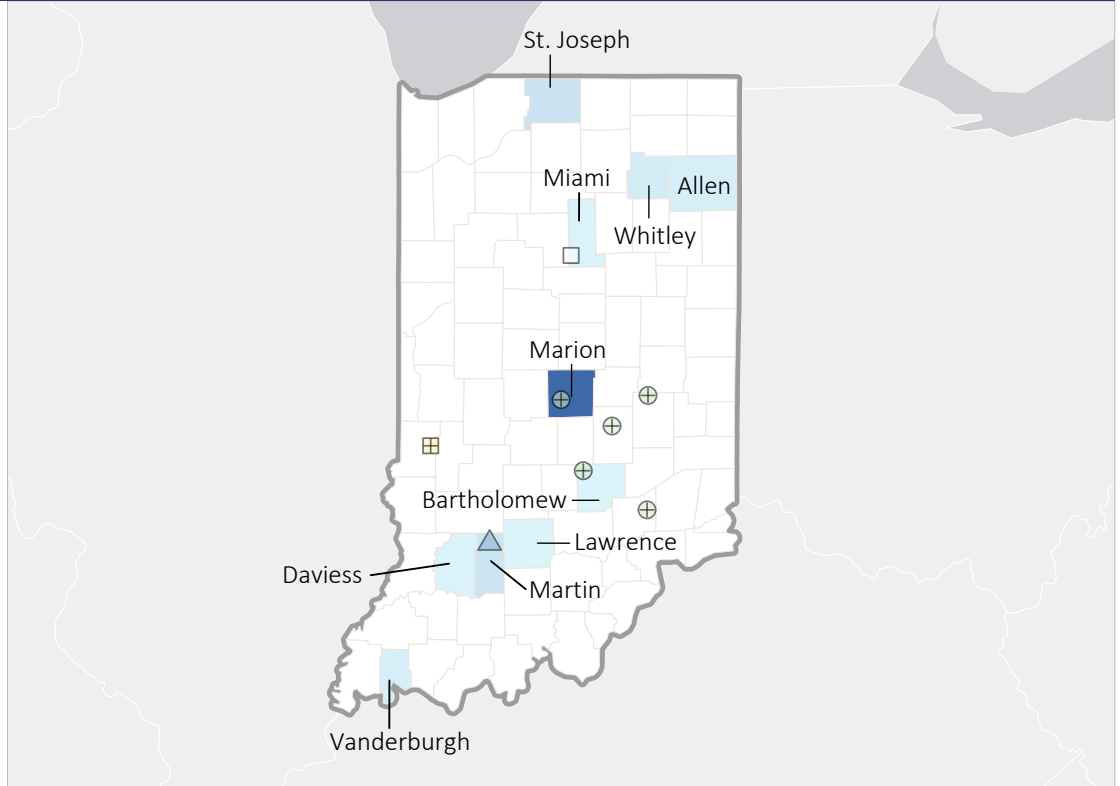 St. Joseph
Miami
Allen
Whitley
Marion
Bartholomew
Lawrence
Daviess
Martin
Vanderburgh